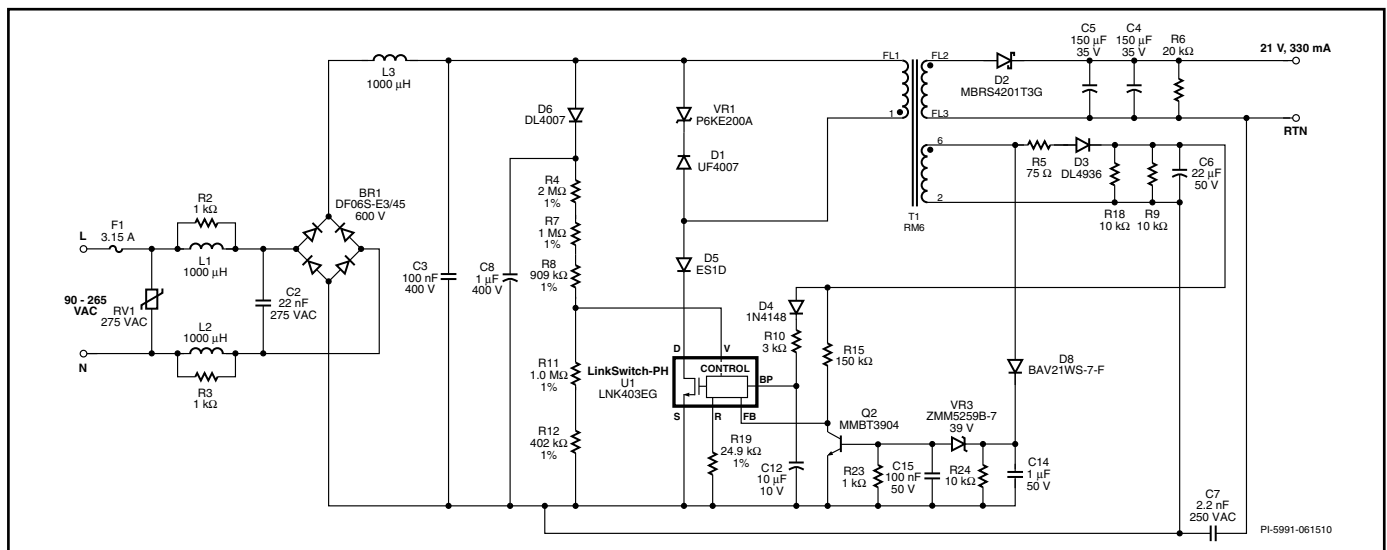 L3
1000 µH
D6
DL4007
VR1
P6KE200A
D1
UF4007
FL1
1
FL2
FL3
D2
MBRS4201T3G
C5
150 µF
35 V
C4
150 µF
35 V
R6
20 kΩ
21 V, 330 mA
RTN
6
2
T1
RM6
R5
75 Ω
D3
DL4936
R18
10 kΩ
R9
10 kΩ
C6
22 µF
50 V
R4
2 MΩ
1%
R7
1 MΩ
1%
R8
909 kΩ
1%
BR1
DF06S-E3/45
600 V
R2
1 kΩ
F1
3.15 A
L
L1
1000 µH
90 - 265
VAC
RV1
275 VAC
C2
22 nF
275 VAC
L2
1000 µH
N
R3
1 kΩ
C3
100 nF
400 V
C8
1 µF
400 V
D5
ES1D
D4
1N4148
R10
3 kΩ
R15
150 kΩ
D8
BAV21WS-7-F
R11
1.0 MΩ
1%
R12
402 kΩ
1%
LinkSwitch-PH
U1
LNK403EG
D
V
CONTROL
BP
S
R
FB
R19
24.9 kΩ
1%
C12
10 µF
10 V
Q2
MMBT3904
VR3
ZMM5259B-7
39 V
R23
1 kΩ
C15
100 nF
50 V
R24
10 kΩ
C14
1 µF
50 V
C7
2.2 nF
250 VAC
PI-5991-061510